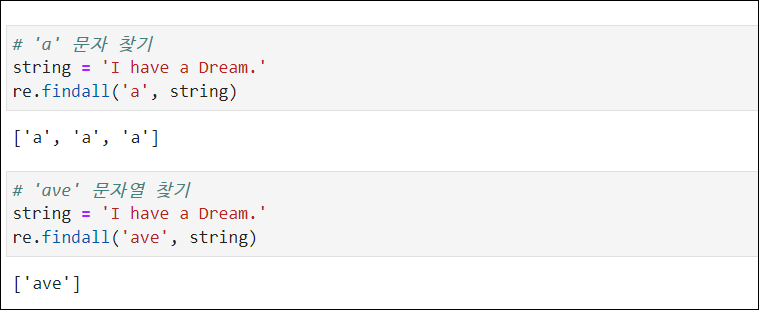 # 'a' 문자 찾기
string = 'I have a Dream.'
re.findall('a', string)
['a', 'a', 'a']
# 'ave' 문자열 찾기
string = 'I have a Dream.'
re.findall('ave', string)
['ave']